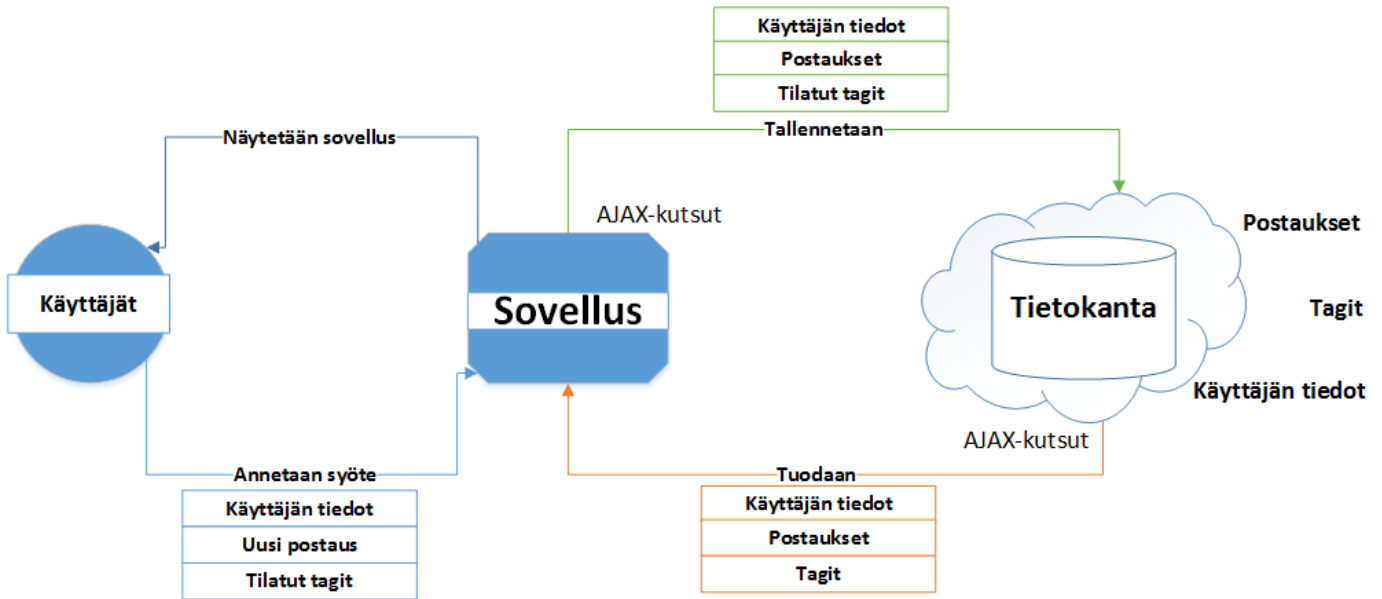 Käyttäjän tiedot
Postaukset
Tilatut tagit
Näytetään sovellus
Tallennetaan
AJAX-kutsut
Postaukset
Käyttäjät
Sovellus
Tietokanta
Tagit
Käyttäjän tiedot
AJAX-kutsut
Annetaan syöte
Käyttäjän tiedot
Uusi postaus
Tilatut tagit
Tuodaan
Käyttäjän tiedot
Postaukset
Tagit